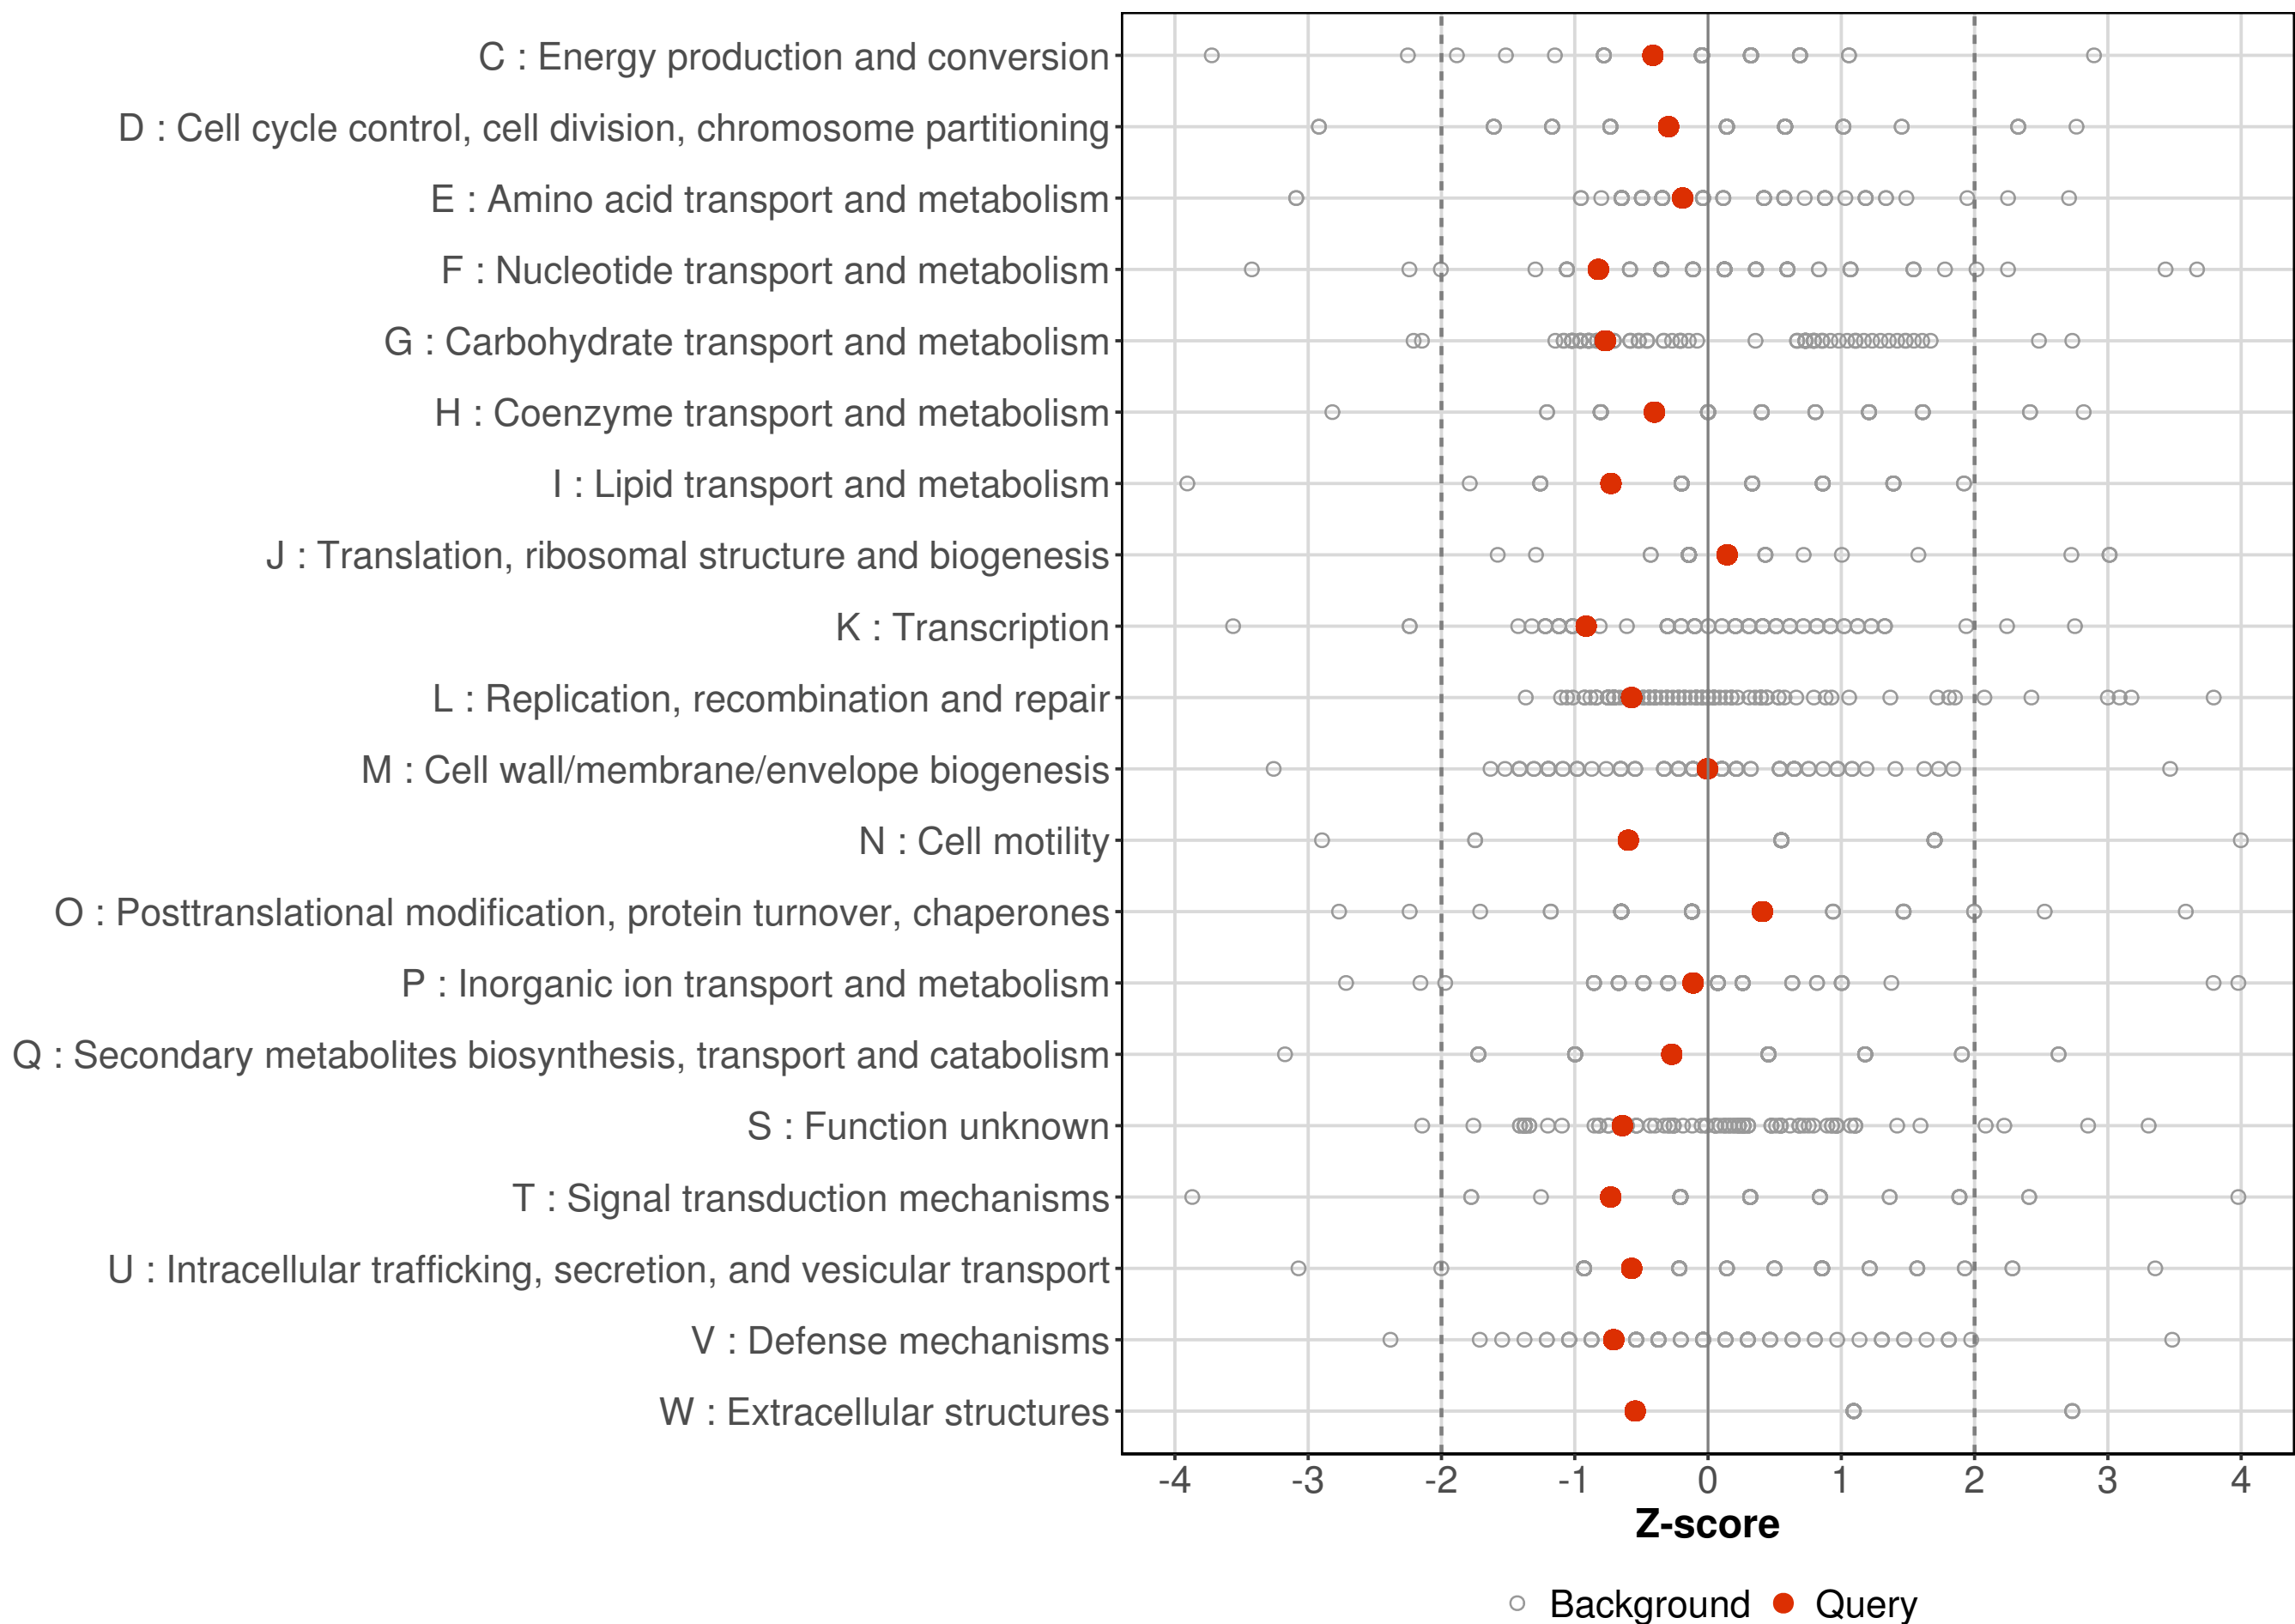 C : Energy production and conversion
D : Cell cycle control, cell division, chromosome partitioning
E : Amino acid transport and metabolism
F : Nucleotide transport and metabolism
G : Carbohydrate transport and metabolism
H : Coenzyme transport and metabolism
I : Lipid transport and metabolism
J : Translation, ribosomal structure and biogenesis
K : Transcription
L : Replication, recombination and repair
M : Cell wall/membrane/envelope biogenesis
N : Cell motility
O : Posttranslational modification, protein turnover, chaperones
P : Inorganic ion transport and metabolism
Q : Secondary metabolites biosynthesis, transport and catabolism
S : Function unknown
T : Signal transduction mechanisms
U : Intracellular trafficking, secretion, and vesicular transport
V : Defense mechanisms
W : Extracellular structures
-4 -3 -2 -1 0 1 2 3 4
Z-score
Background Query